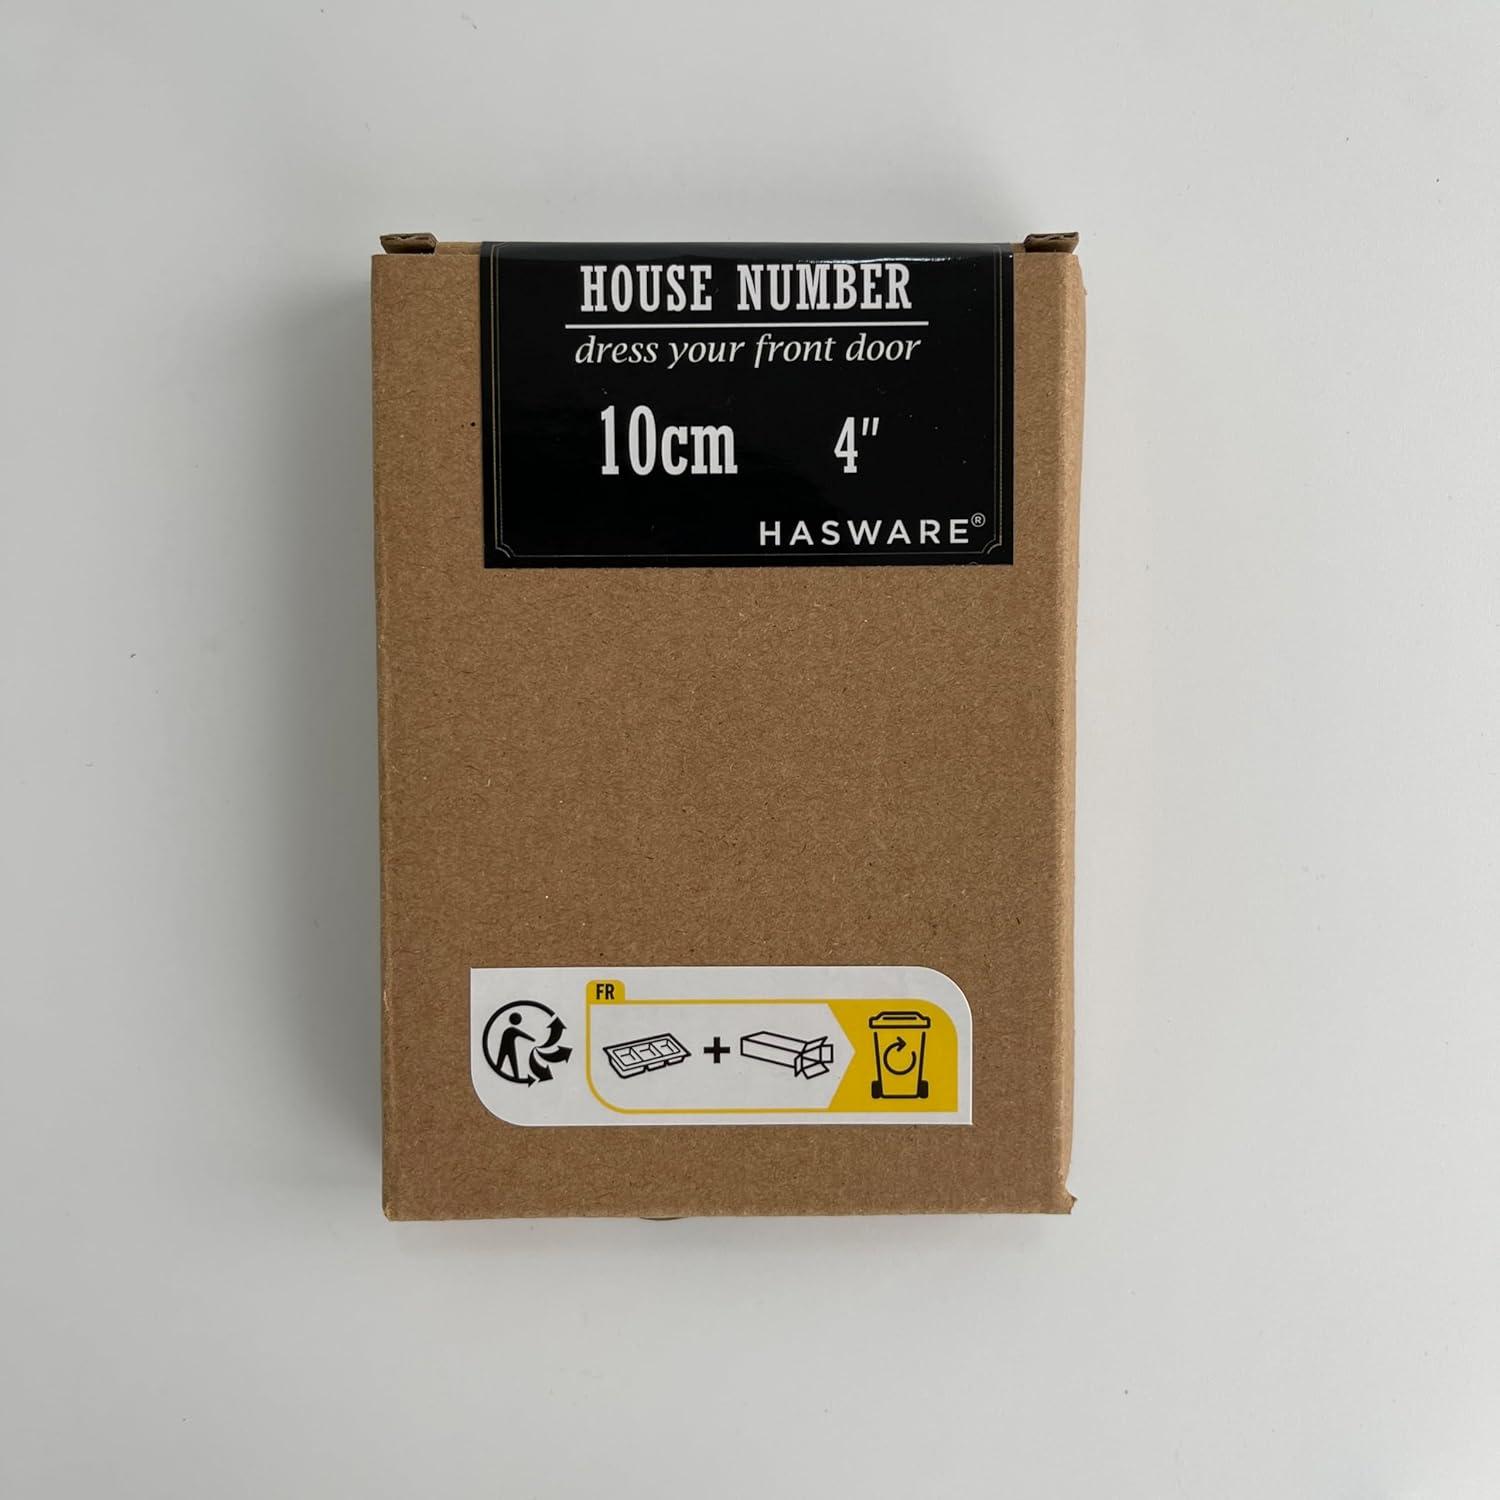 HOUSE NUMBER
dress your front door
10cm 4"
HASWARE®
FR